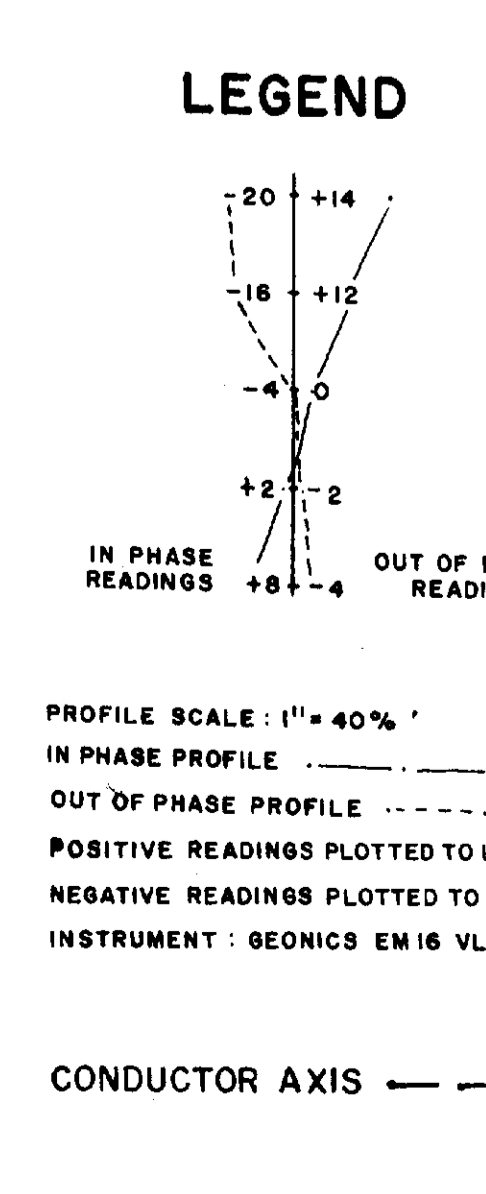 LEGEND
-20 +14
-16 +12
-4 0
+2 -2
IN PHASE READINGS +8 -4 OUT OF
PROFILE SCALE: 1"= 40%
IN PHASE PROFILE
OUT OF PHASE PROFILE
POSITIVE READINGS PLOTTED TO
NEGATIVE READINGS PLOTTED TO
INSTRUMENT: GEONICS EM16
CONDUCTOR AXIS